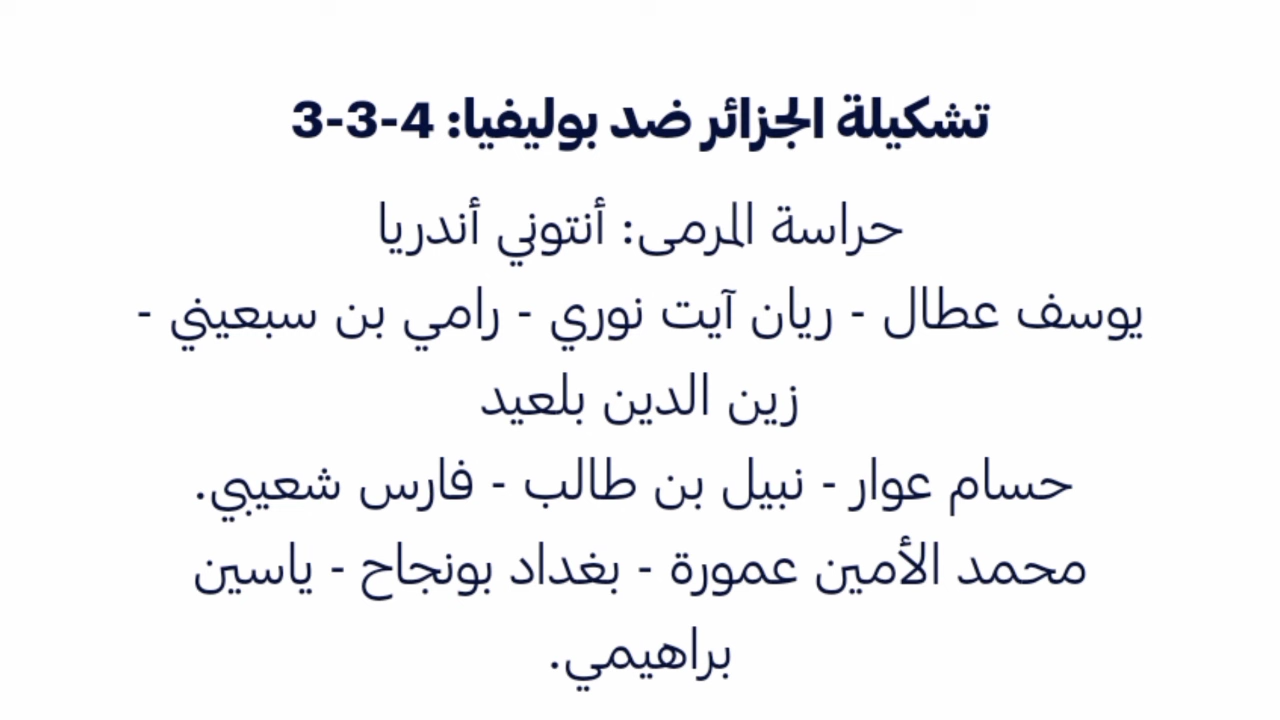 تشكيلة الجزائر ضد بوليفيا: 4-3-3
حراسة المرمى: أنتوني أندريا
يوسف عطال - ريان آيت نوري - رامي بن سبعيني -
زين الدين بلعيد
حسام عوار - نبيل بن طالب - فارس شعيبي.
محمد الأمين عمورة - بغداد بونجاح - ياسين
براهيمي.